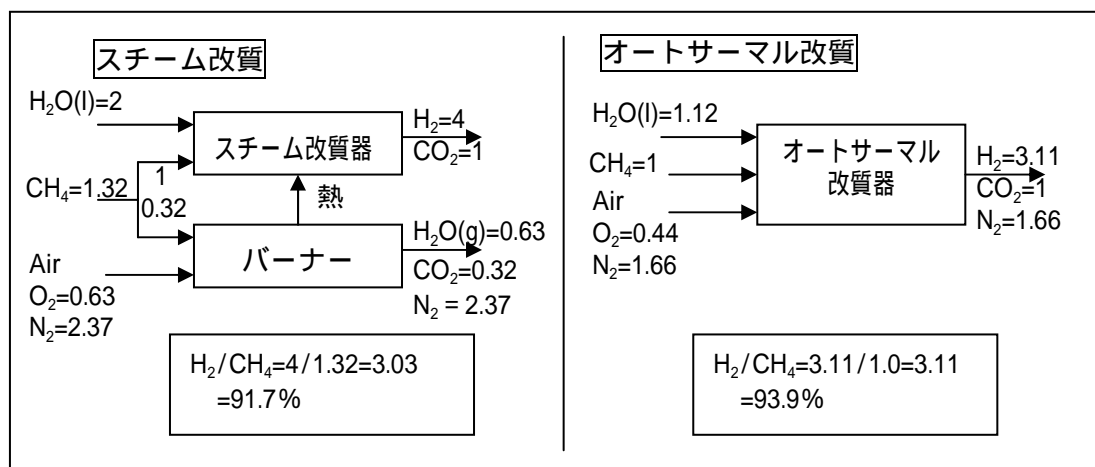 スチーム改質
H₂O(l)=2
スチーム改質器
H₂=4
CO₂=1
CH₄=1.32
1
0.32
熱
バーナー
H₂O(g)=0.63
CO₂=0.32
N₂ = 2.37
Air
O₂=0.63
N₂=2.37
H₂/CH₄=4/1.32=3.03
=91.7%
オートサーマル改質
H₂O(l)=1.12
CH₄=1
Air
O₂=0.44
N₂=1.66
オートサーマル
改質器
H₂=3.11
CO₂=1
N₂=1.66
H₂/CH₄=3.11/1.0=3.11
=93.9%